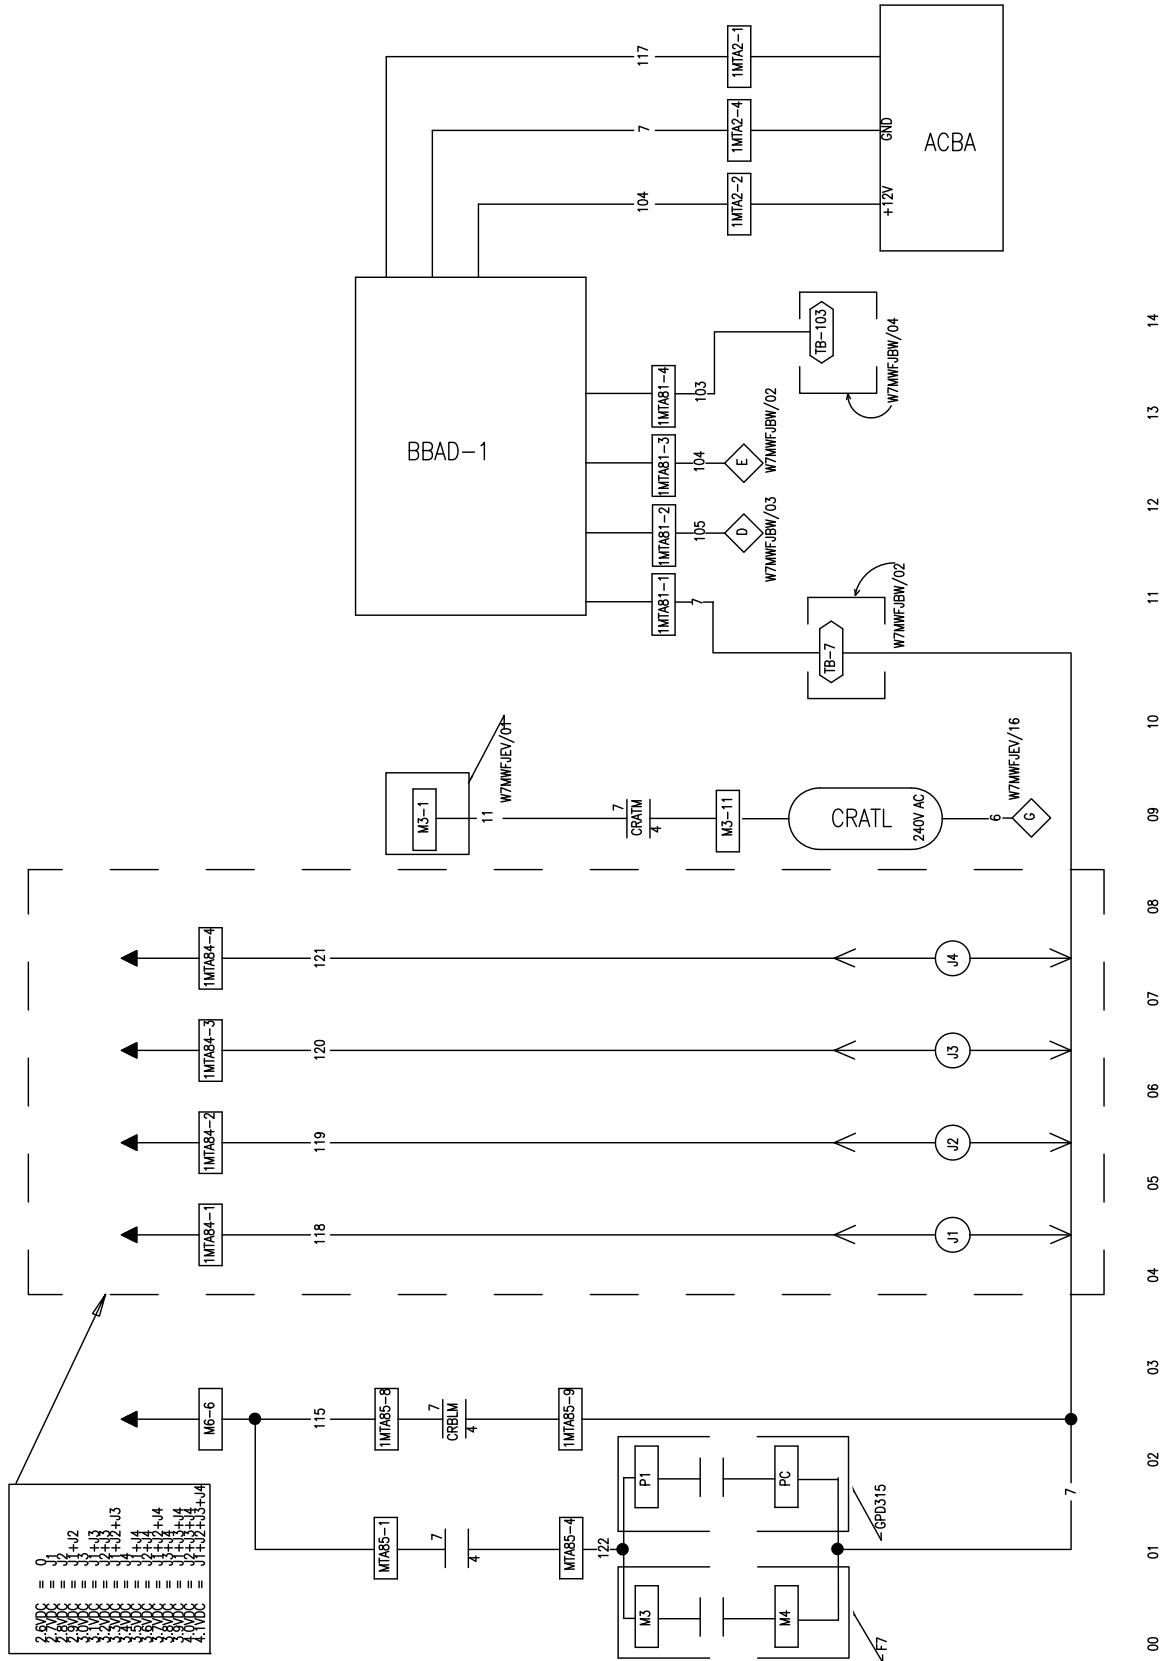 2.6VDC = 0
2.7VDC = J1
2.8VDC = J2
2.9VDC = J1+J2
3.0VDC = J3
3.1VDC = J1+J3
3.2VDC = J2+J3
3.3VDC = J1+J2+J3
3.4VDC = J4
3.5VDC = J1+J4
3.6VDC = J2+J4
3.7VDC = J1+J2+J4
3.8VDC = J3+J4
3.9VDC = J1+J3+J4
4.0VDC = J2+J3+J4
4.1VDC = J1+J2+J3+J4
MTA85-1
7
4
MTA85-4
122
M3
M4
F7
P1
PC
GPD315
7
M6-6
115
1MTA85-8
7
CRBLM
4
1MTA85-9
1MTA84-1
118
J1
1MTA84-2
119
J2
1MTA84-3
120
J3
1MTA84-4
121
J4
M3-1
W7MWFJEV/01
11
7
CRATM
4
M3-11
CRATL
240V AC
6
G
W7MWFJEV/16
BBAD-1
1MTA81-1
7
TB-7
W7MWFJBW/02
W7MWFJBW/02
1MTA81-2
105
D
W7MWFJBW/03
1MTA81-3
104
E
W7MWFJBW/02
1MTA81-4
103
TB-103
W7MWFJBW/04
117
1MTA2-1
7
1MTA2-4
GND
104
1MTA2-2
+12V
ACBA
00
01
02
03
04
05
06
07
08
09
10
11
12
13
14